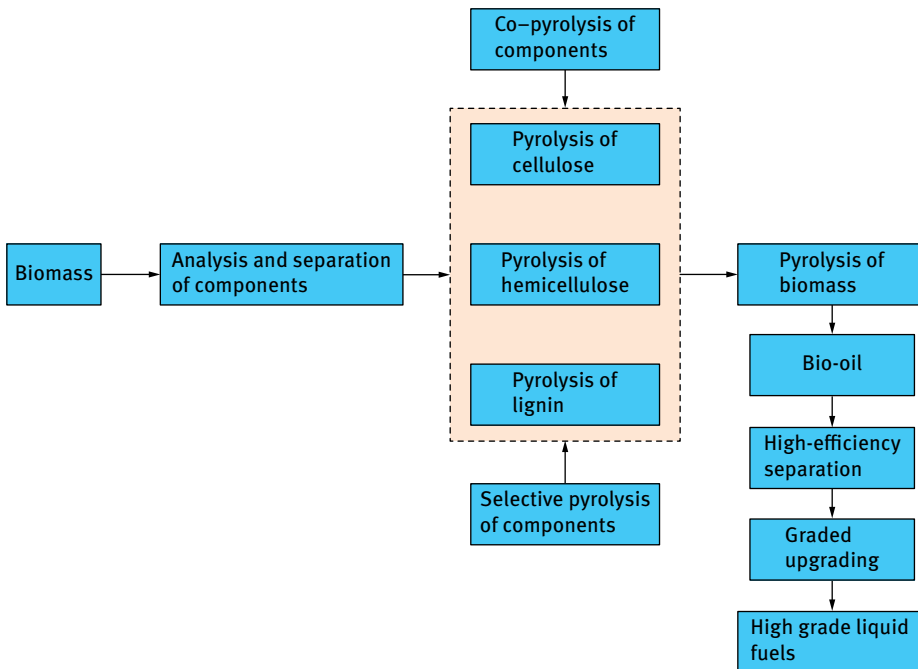 Co–pyrolysis of
components
Pyrolysis of
cellulose
Biomass
Analysis and separation
of components
Pyrolysis of
hemicellulose
Pyrolysis of
biomass
Bio-oil
Pyrolysis of
lignin
High-efficiency
separation
Selective pyrolysis
of components
Graded
upgrading
High grade liquid
fuels